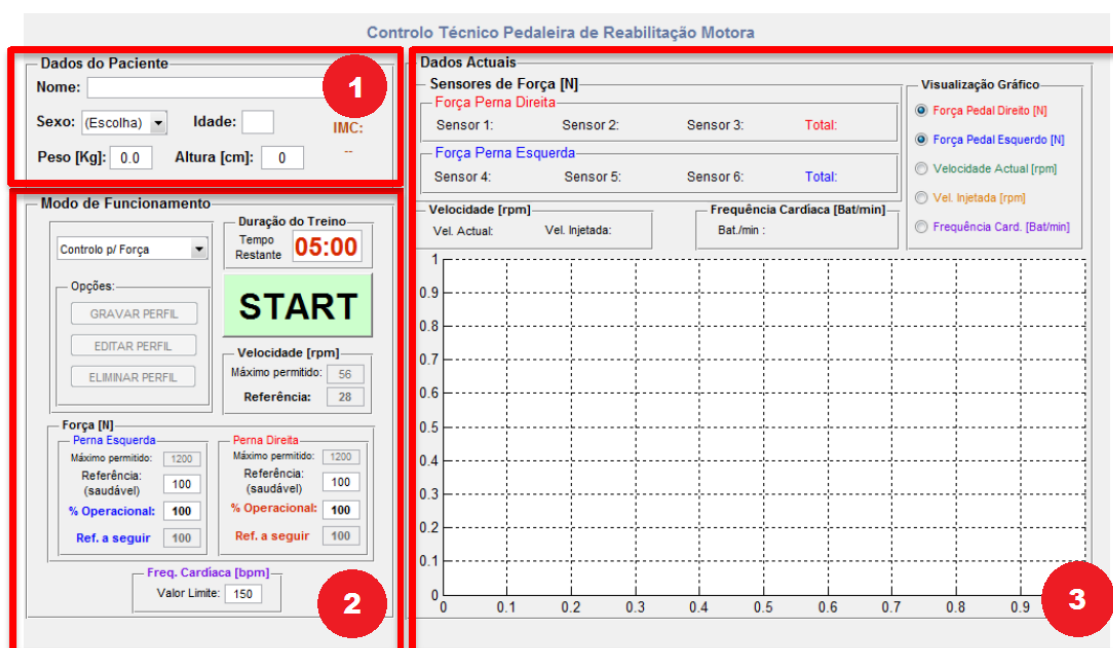 Controlo Técnico Pedaleira de Reabilitação Motora
Dados do Paciente
1
Nome:
Sexo: (Escolha) Idade: IMC:
Peso [Kg]: 0.0 Altura [cm]: 0 --
Modo de Funcionamento
Controlo p/ Força
Opções:
GRAVAR PERFIL
EDITAR PERFIL
ELIMINAR PERFIL
Duração do Treino
Tempo Restante 05:00
START
Velocidade [rpm]
Máximo permitido: 56
Referência: 28
Força [N]
Perna Esquerda
Máximo permitido: 1200
Referência: (saudável) 100
% Operacional: 100
Ref. a seguir 100
Perna Direita
Máximo permitido: 1200
Referência: (saudável) 100
% Operacional: 100
Ref. a seguir 100
Freq. Cardíaca [bpm]
Valor Limite: 150
2
Dados Actuais
Sensores de Força [N]
Força Perna Direita
Sensor 1: Sensor 2: Sensor 3: Total:
Força Perna Esquerda
Sensor 4: Sensor 5: Sensor 6: Total:
Velocidade [rpm]
Vel. Actual: Vel. Injetada:
Frequência Cardíaca [Bat/min]
Bat./min :
Visualização Gráfico
Força Pedal Direito [N]
Força Pedal Esquerdo [N]
Velocidade Actual [rpm]
Vel. Injetada [rpm]
Frequência Card. [Bat/min]
1
0.9
0.8
0.7
0.6
0.5
0.4
0.3
0.2
0.1
0
0 0.1 0.2 0.3 0.4 0.5 0.6 0.7 0.8 0.9
3